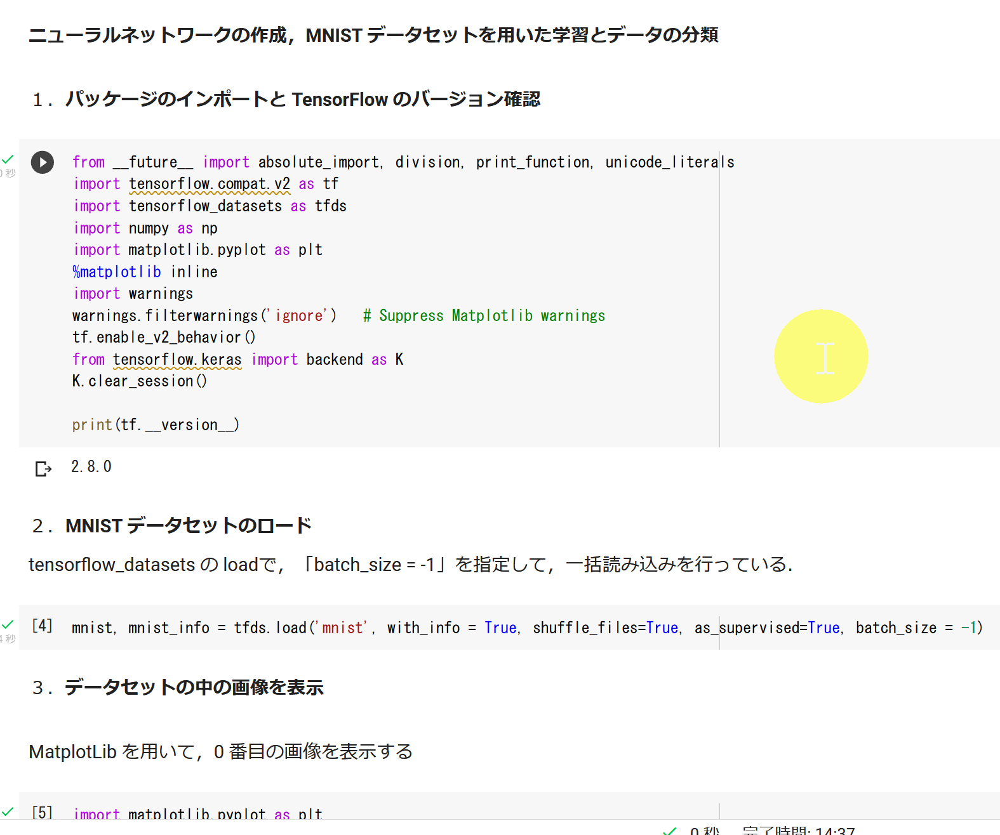 ニューラルネットワークの作成，MNIST データセットを用いた学習とデータの分類
１．パッケージのインポートと TensorFlow のバージョン確認
from __future__ import absolute_import, division, print_function, unicode_literals
0 秒
import tensorflow.compat.v2 as tf
import tensorflow_datasets as tfds
import numpy as np
import matplotlib.pyplot as plt
%matplotlib inline
import warnings
warnings.filterwarnings('ignore')   # Suppress Matplotlib warnings
tf.enable_v2_behavior()
from tensorflow.keras import backend as K
K.clear_session()
print(tf.__version__)
2.8.0
２．MNIST データセットのロード
tensorflow_datasets の loadで，「batch_size = -1」を指定して，一括読み込みを行っている．
[4] mnist, mnist_info = tfds.load('mnist', with_info = True, shuffle_files=True, as_supervised=True, batch_size = -1)
4 秒
３．データセットの中の画像を表示
MatplotLib を用いて，0 番目の画像を表示する
[5] import matplotlib.pyplot as plt
0 秒 完了時間: 14:37